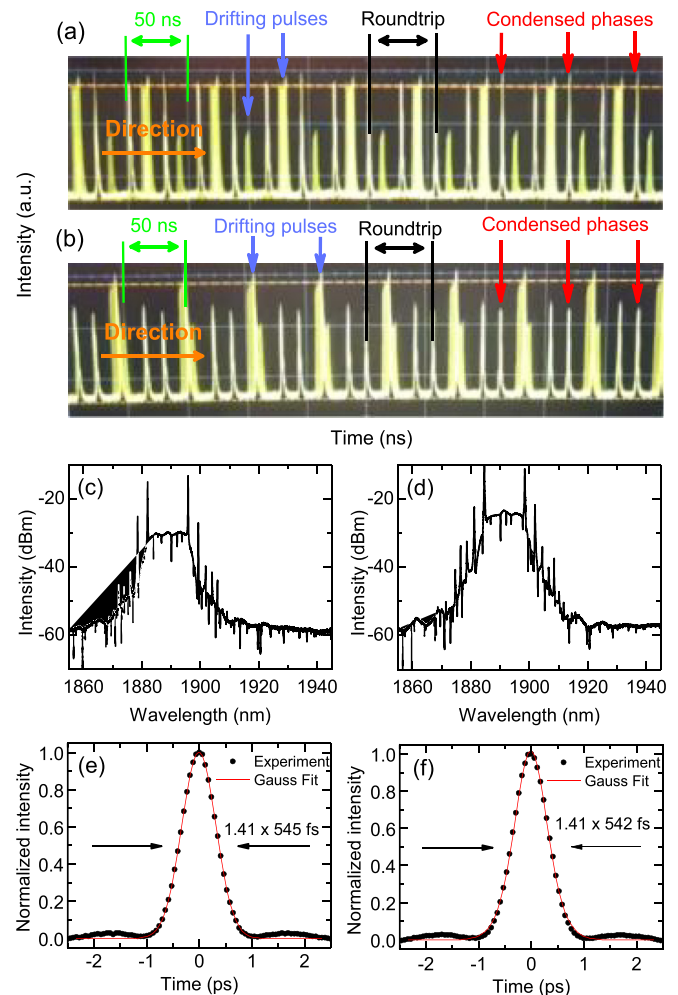 (a)
50 ns
Drifting pulses
Roundtrip
Condensed phases
Direction
(b)
50 ns
Drifting pulses
Roundtrip
Condensed phases
Direction
Intensity (a.u.)
Time (ns)
(c)
-20
-40
-60
Intensity (dBm)
1860 1880 1900 1920 1940
Wavelength (nm)
(d)
-20
-40
-60
Intensity (dBm)
1860 1880 1900 1920 1940
Wavelength (nm)
(e)
Experiment
Gauss Fit
1.41 x 545 fs
1.0
0.8
0.6
0.4
0.2
0.0
Normalized intensity
-2 -1 0 1 2
Time (ps)
(f)
Experiment
Gauss Fit
1.41 x 542 fs
1.0
0.8
0.6
0.4
0.2
0.0
Normalized intensity
-2 -1 0 1 2
Time (ps)